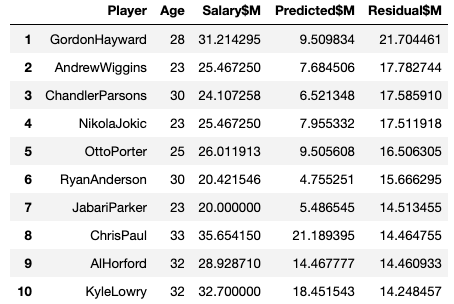 Player Age Salary$M Predicted$M Residual$M
1 GordonHayward 28 31.214295 9.509834 21.704461
2 AndrewWiggins 23 25.467250 7.684506 17.782744
3 ChandlerParsons 30 24.107258 6.521348 17.585910
4 NikolaJokic 23 25.467250 7.955332 17.511918
5 OttoPorter 25 26.011913 9.505608 16.506305
6 RyanAnderson 30 20.421546 4.755251 15.666295
7 JabariParker 23 20.000000 5.486545 14.513455
8 ChrisPaul 33 35.654150 21.189395 14.464755
9 AlHorford 32 28.928710 14.467777 14.460933
10 KyleLowry 32 32.700000 18.451543 14.248457